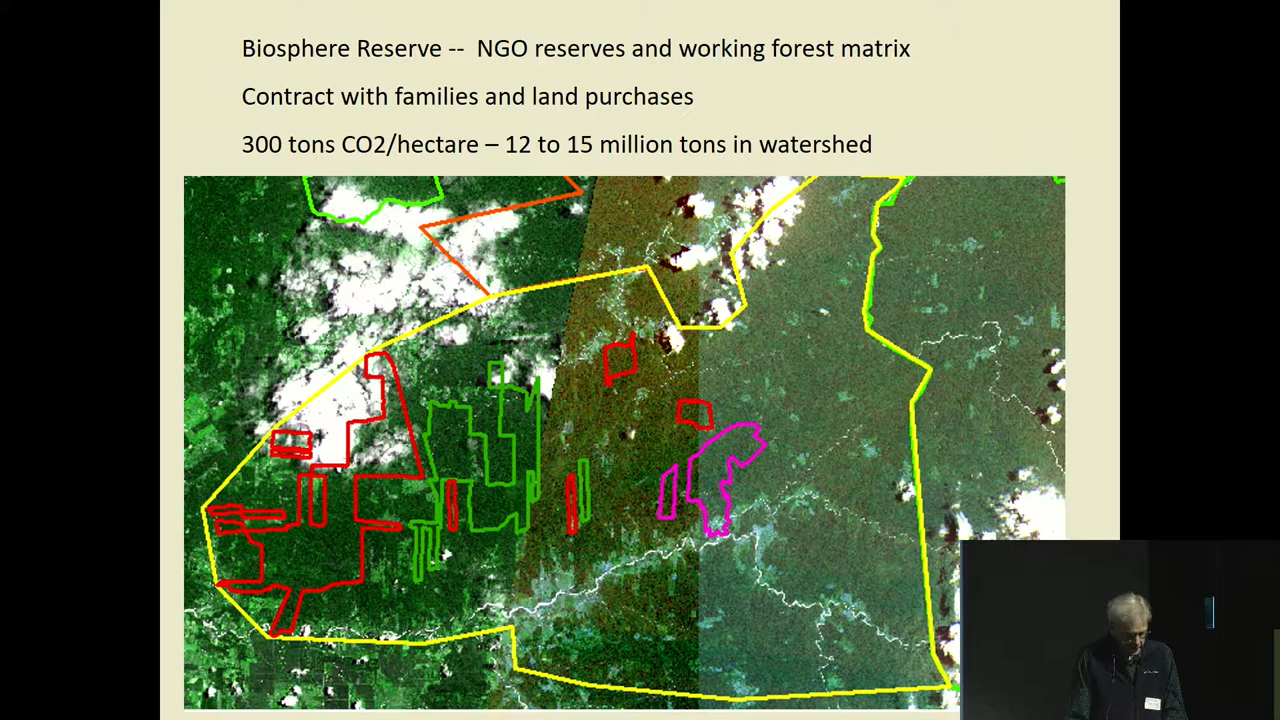 Biosphere Reserve -- NGO reserves and working forest matrix
Contract with families and land purchases
300 tons CO2/hectare – 12 to 15 million tons in watershed